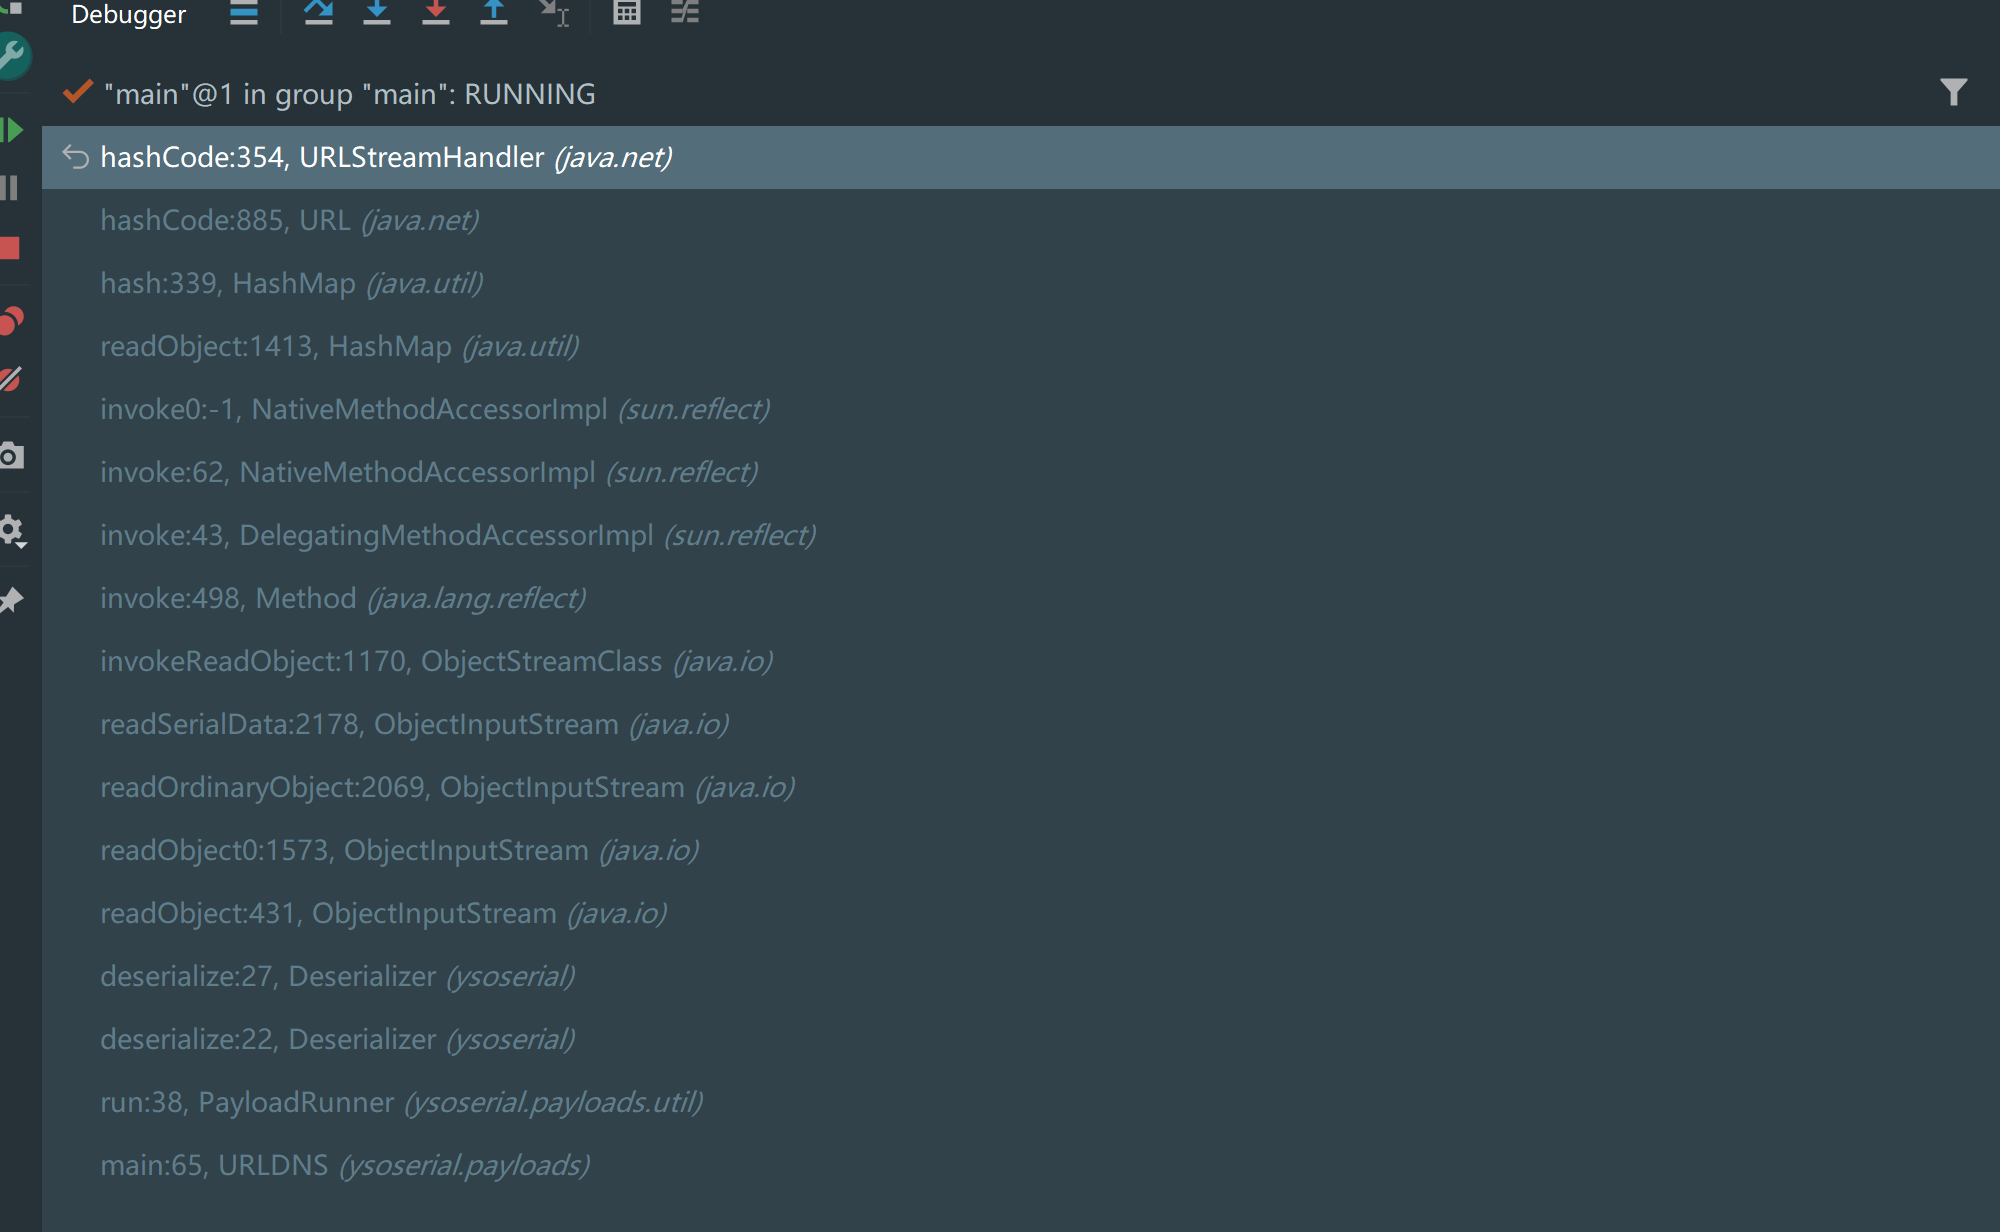 Debugger
"main"@1 in group "main": RUNNING
hashCode:354, URLStreamHandler (java.net)
hashCode:885, URL (java.net)
hash:339, HashMap (java.util)
readObject:1413, HashMap (java.util)
invoke0:-1, NativeMethodAccessorImpl (sun.reflect)
invoke:62, NativeMethodAccessorImpl (sun.reflect)
invoke:43, DelegatingMethodAccessorImpl (sun.reflect)
invoke:498, Method (java.lang.reflect)
invokeReadObject:1170, ObjectStreamClass (java.io)
readSerialData:2178, ObjectInputStream (java.io)
readOrdinaryObject:2069, ObjectInputStream (java.io)
readObject0:1573, ObjectInputStream (java.io)
readObject:431, ObjectInputStream (java.io)
deserialize:27, Deserializer (ysoserial)
deserialize:22, Deserializer (ysoserial)
run:38, PayloadRunner (ysoserial.payloads.util)
main:65, URLDNS (ysoserial.payloads)